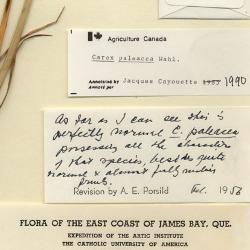 Agriculture Canada
Carex paleacea Wahl.
Annotated by Jacques Cayouette 1983 1990
Annoté par
As far as I can see this is
perfectly normal C. paleacea
possesses all the characters
of that species, besides quite
normal & almost fully mature
fruits.
Revision by A. E. Porsild 1958
FLORA OF THE EAST COAST OF JAMES BAY, QUE.
EXPEDITION OF THE ARTIC INSTITUTE
THE CATHOLIC UNIVERSITY OF AMERICA